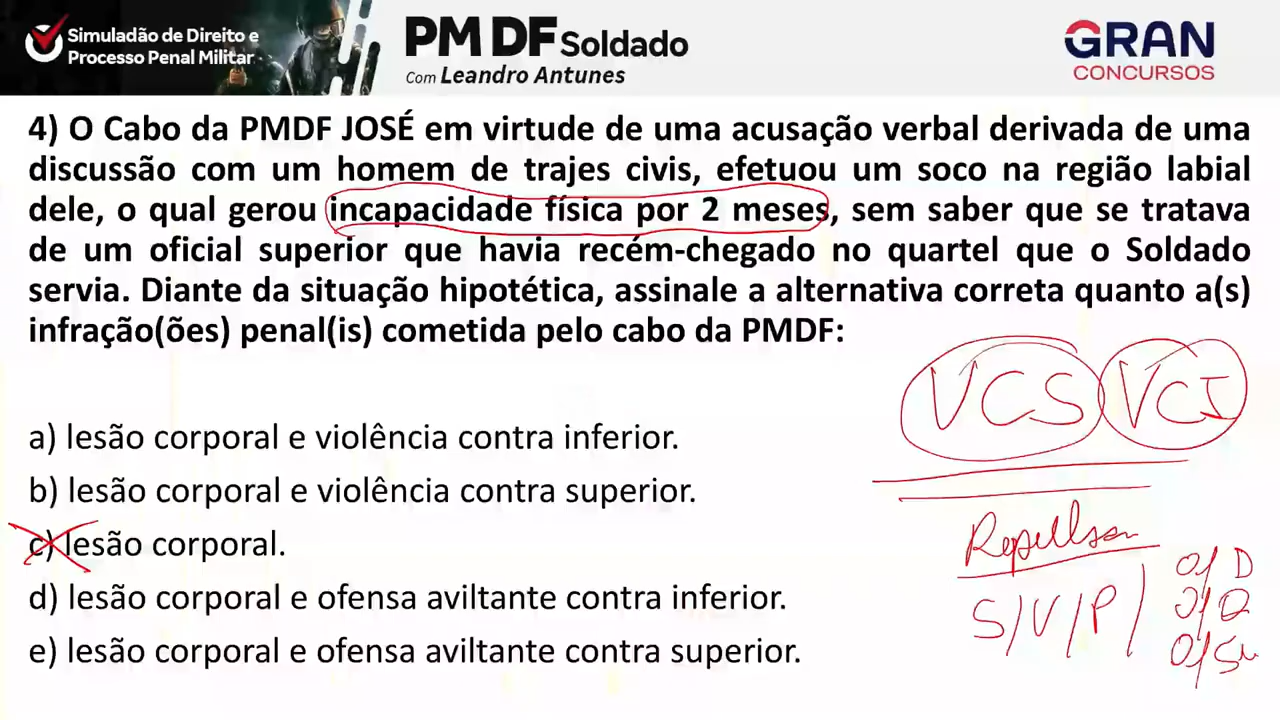 Simuladão de Direito e
Processo Penal Militar
PM DF Soldado
Com Leandro Antunes
GRAN
CONCURSOS
4) O Cabo da PMDF JOSÉ em virtude de uma acusação verbal derivada de uma
discussão com um homem de trajes civis, efetuou um soco na região labial
dele, o qual gerou incapacidade física por 2 meses, sem saber que se tratava
de um oficial superior que havia recém-chegado no quartel que o Soldado
servia. Diante da situação hipotética, assinale a alternativa correta quanto a(s)
infração(ões) penal(is) cometida pelo cabo da PMDF:
VCS VCI
a) lesão corporal e violência contra inferior.
b) lesão corporal e violência contra superior.
c) lesão corporal.
d) lesão corporal e ofensa aviltante contra inferior.
e) lesão corporal e ofensa aviltante contra superior.
S/V/P/